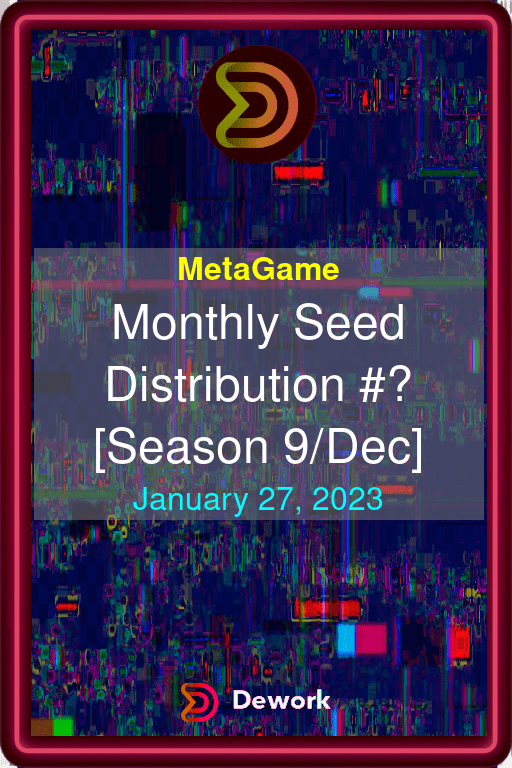 MetaGame
Monthly Seed
Distribution #?
[Season 9/Dec]
January 27, 2023
Dework